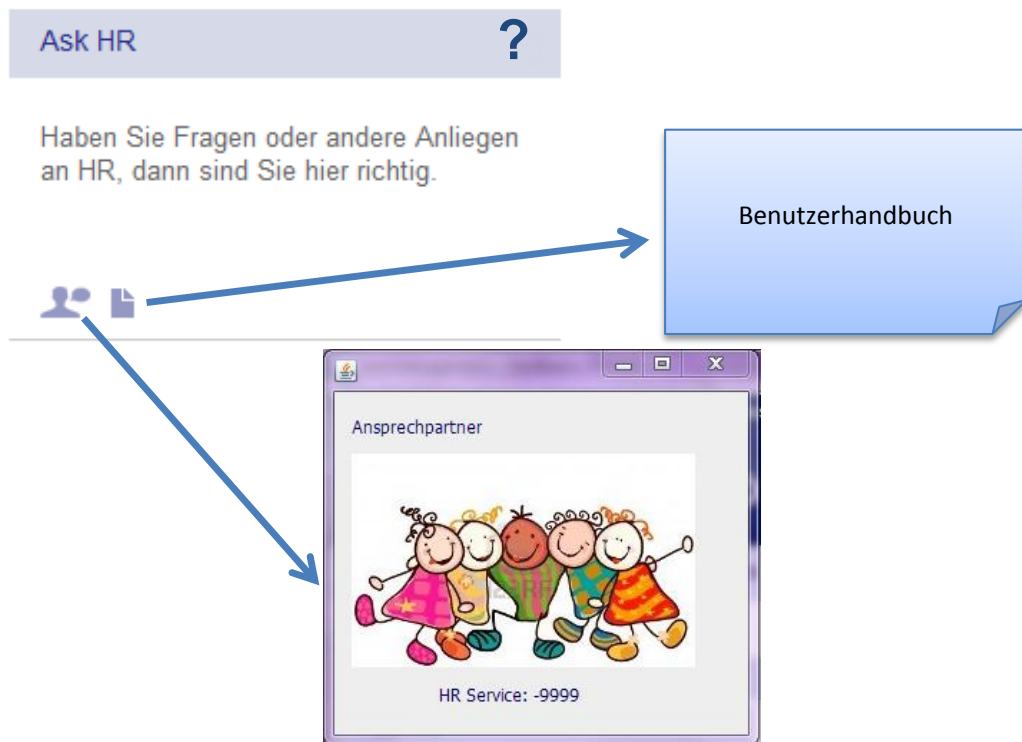 Ask HR ?
Haben Sie Fragen oder andere Anliegen
an HR, dann sind Sie hier richtig.
Benutzerhandbuch
Ansprechpartner
HR Service: -9999